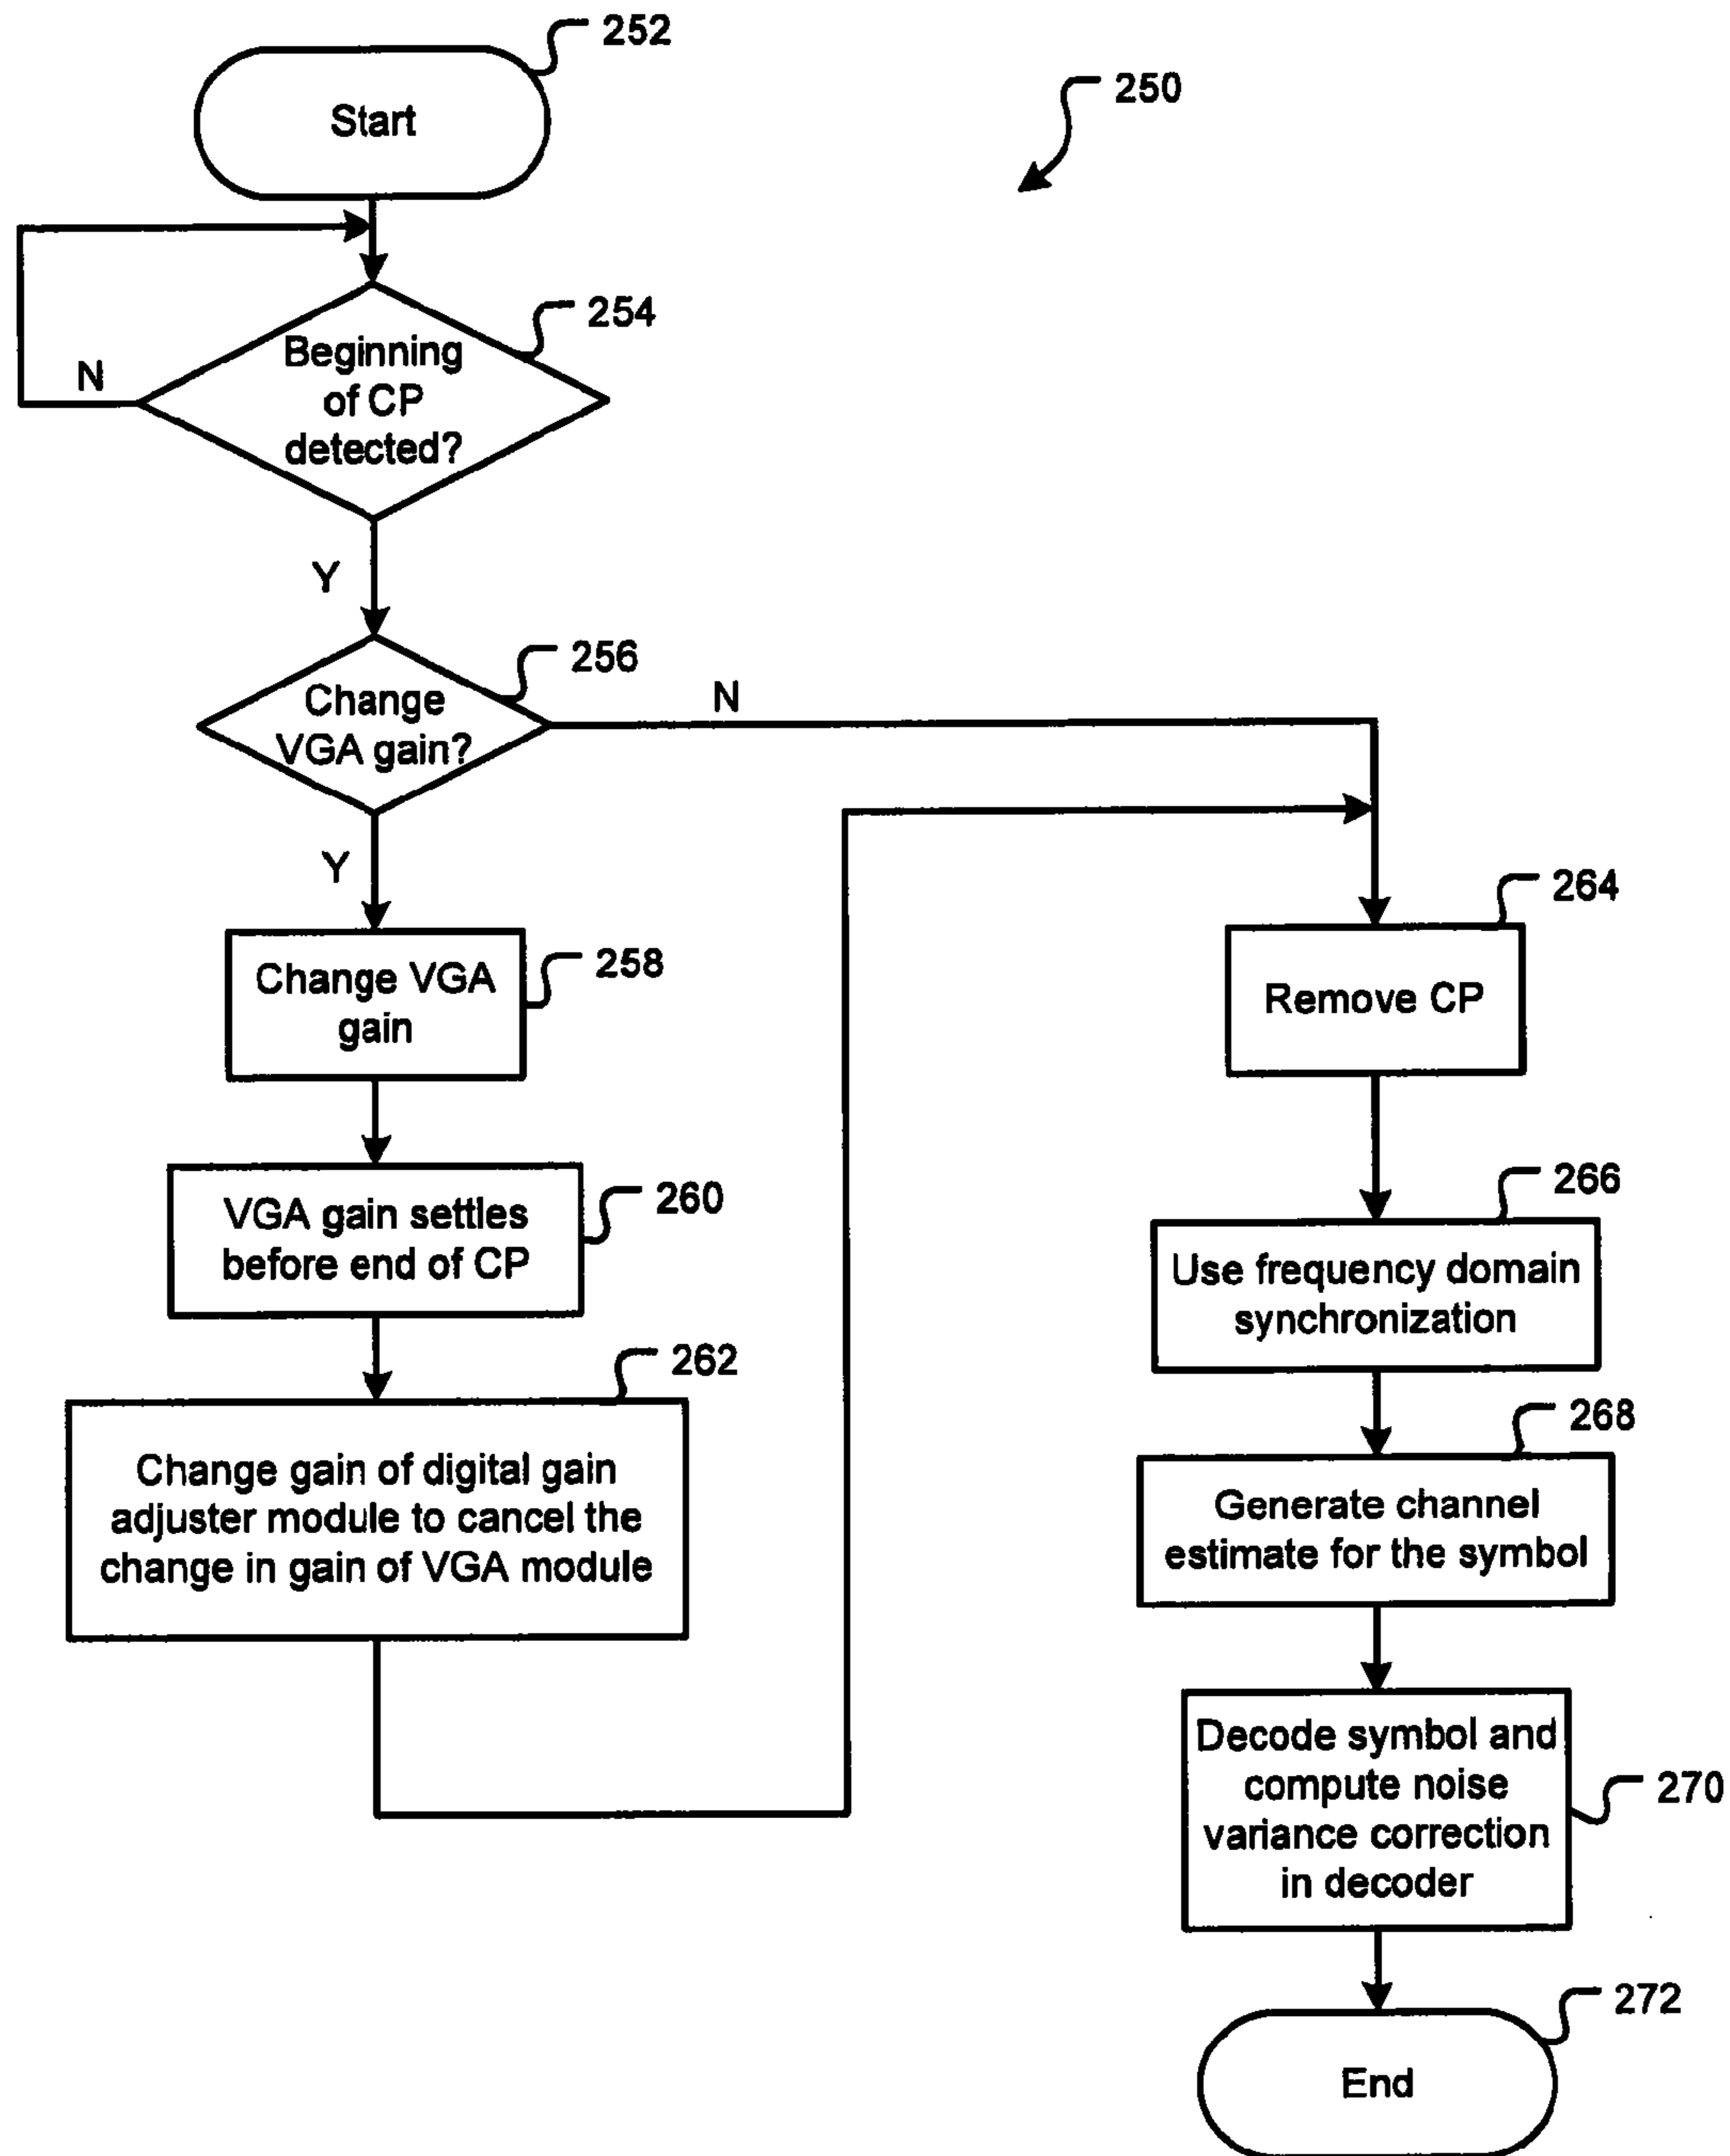 252
Start
250
254
Beginning
of CP
detected?
N
Y
256
Change
VGA gain?
N
Y
258
Change VGA
gain
260
VGA gain settles
before end of CP
262
Change gain of digital gain
adjuster module to cancel the
change in gain of VGA module
264
Remove CP
266
Use frequency domain
synchronization
268
Generate channel
estimate for the symbol
270
Decode symbol and
compute noise
variance correction
in decoder
272
End